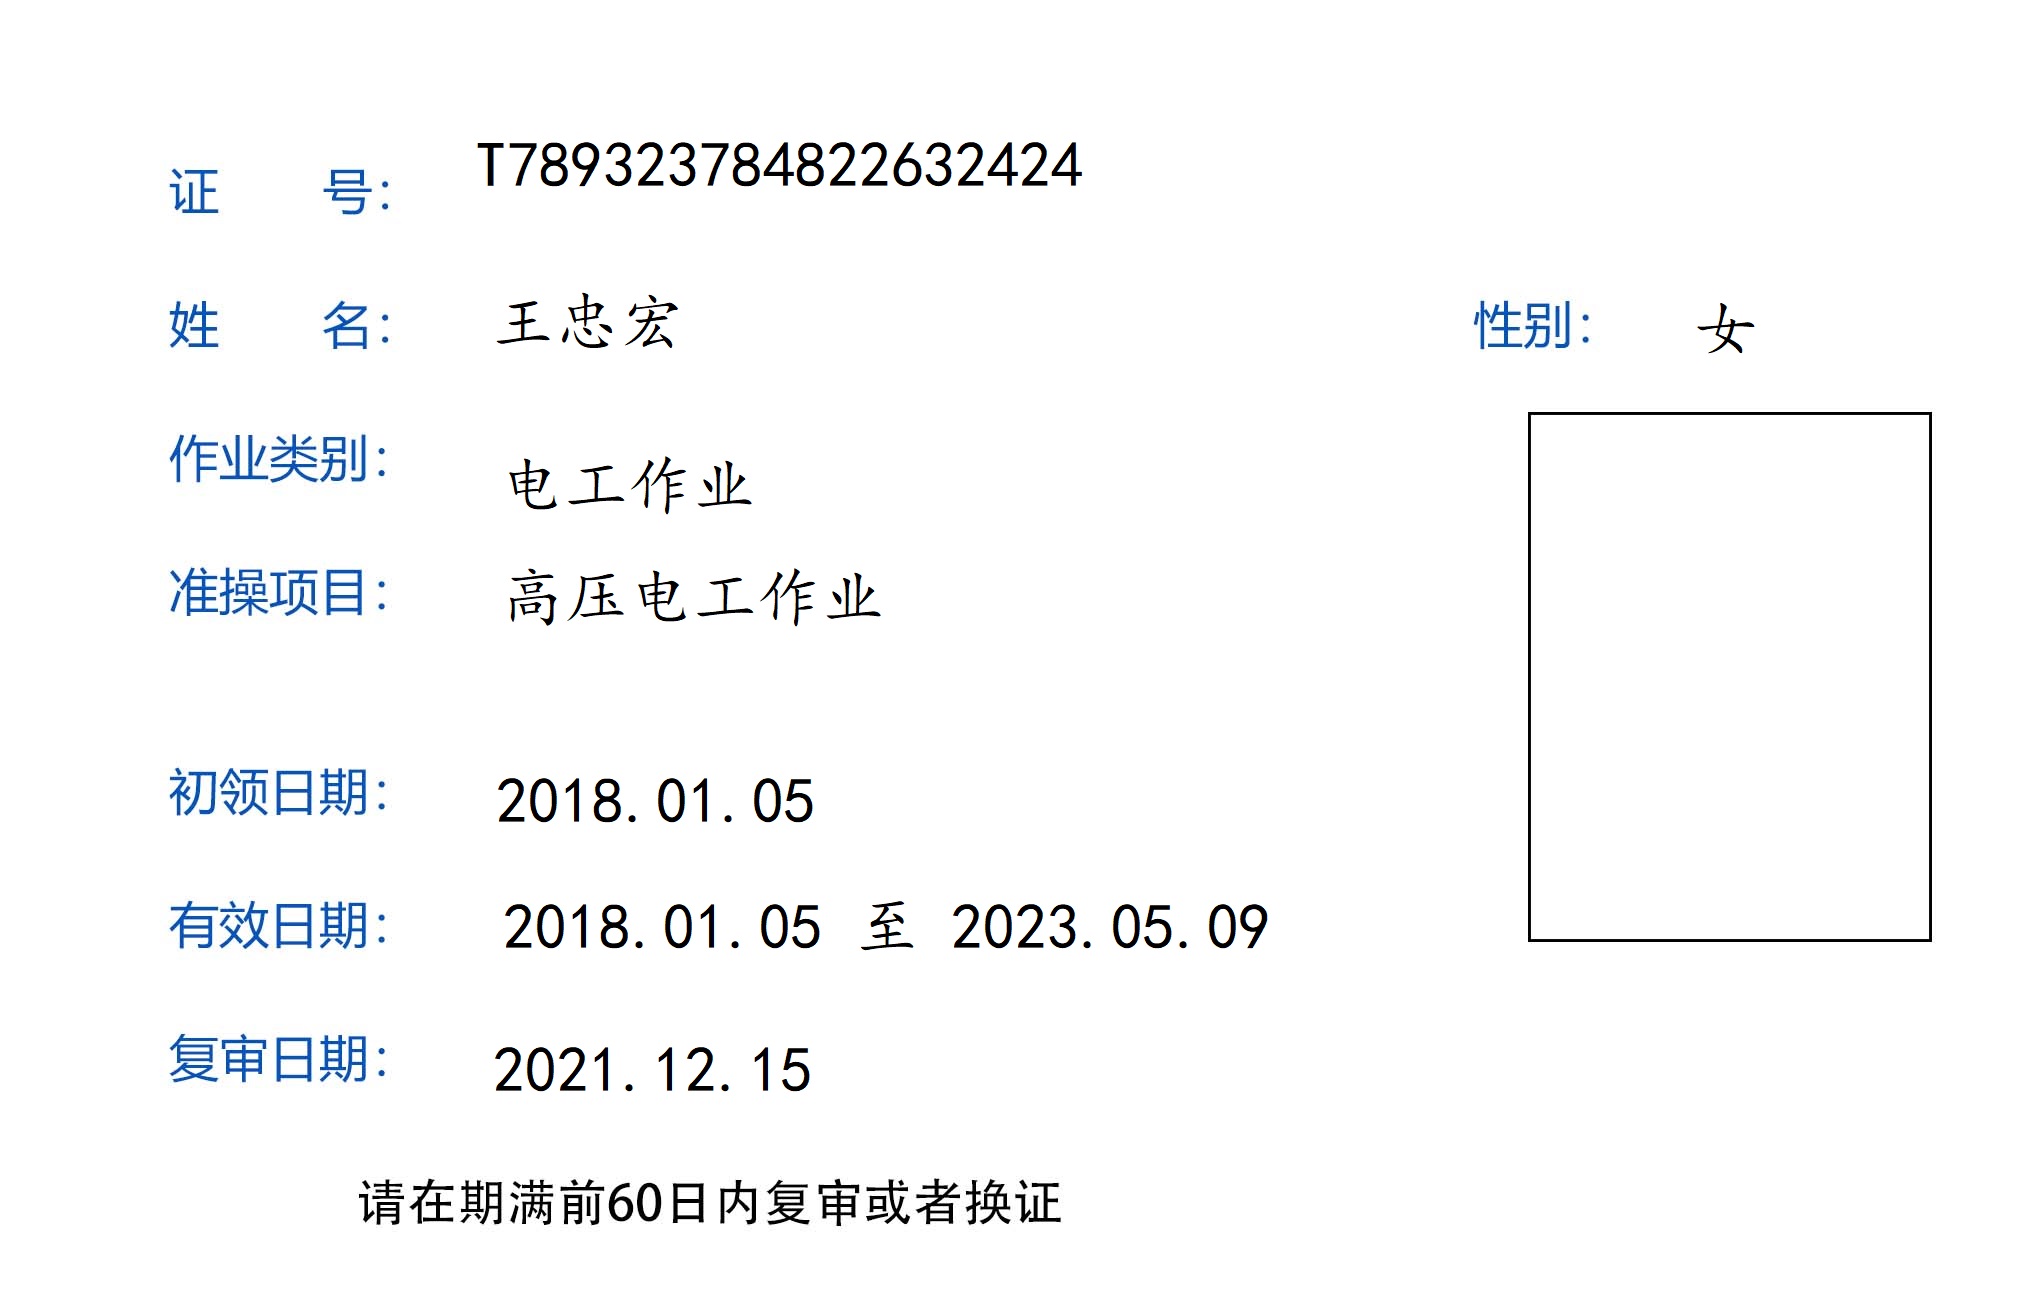 证 号： T789323784822632424
姓 名： 王忠宏 性别： 女
作业类别： 电工作业
准操项目： 高压电工作业
初领日期： 2018.01.05
有效日期： 2018.01.05 至 2023.05.09
复审日期： 2021.12.15
请在期满前60日内复审或者换证